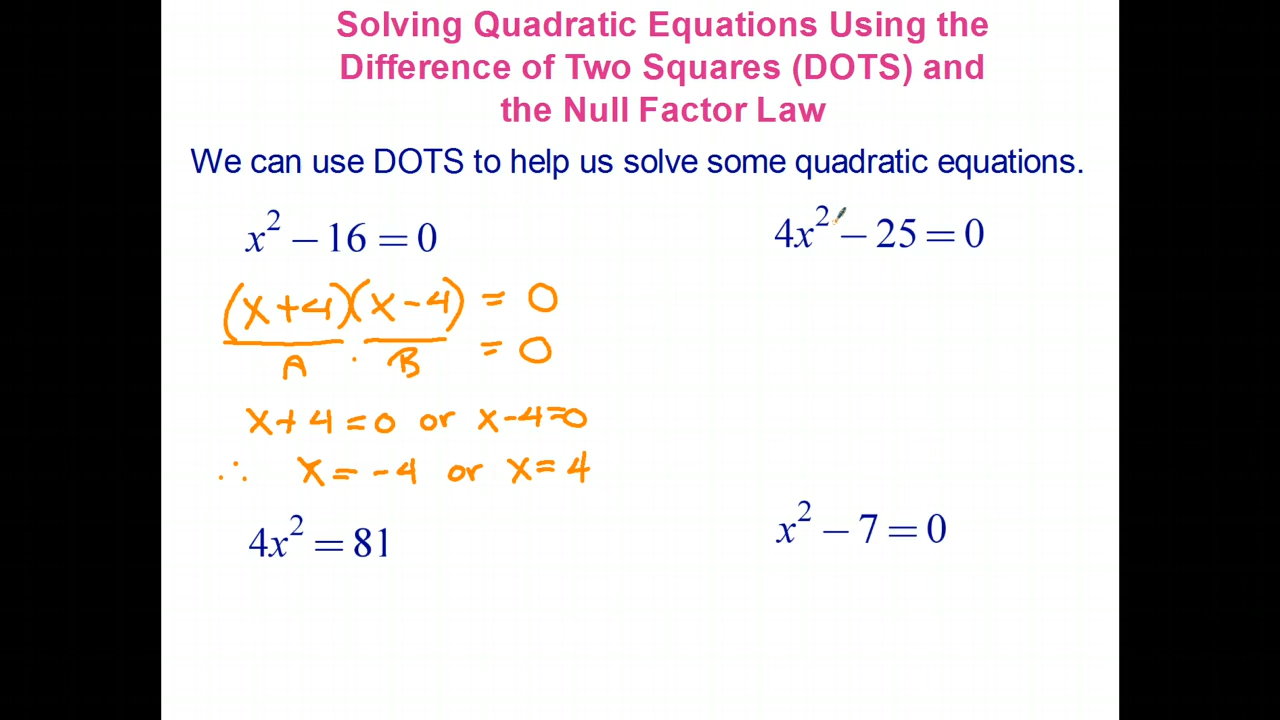 Solving Quadratic Equations Using the
Difference of Two Squares (DOTS) and
the Null Factor Law
We can use DOTS to help us solve some quadratic equations.
x² − 16 = 0
(x+4)(x-4) = 0
A · B = 0
x+4=0 or x-4=0
∴ x=-4 or x=4
4x² − 25 = 0
4x² = 81
x² − 7 = 0